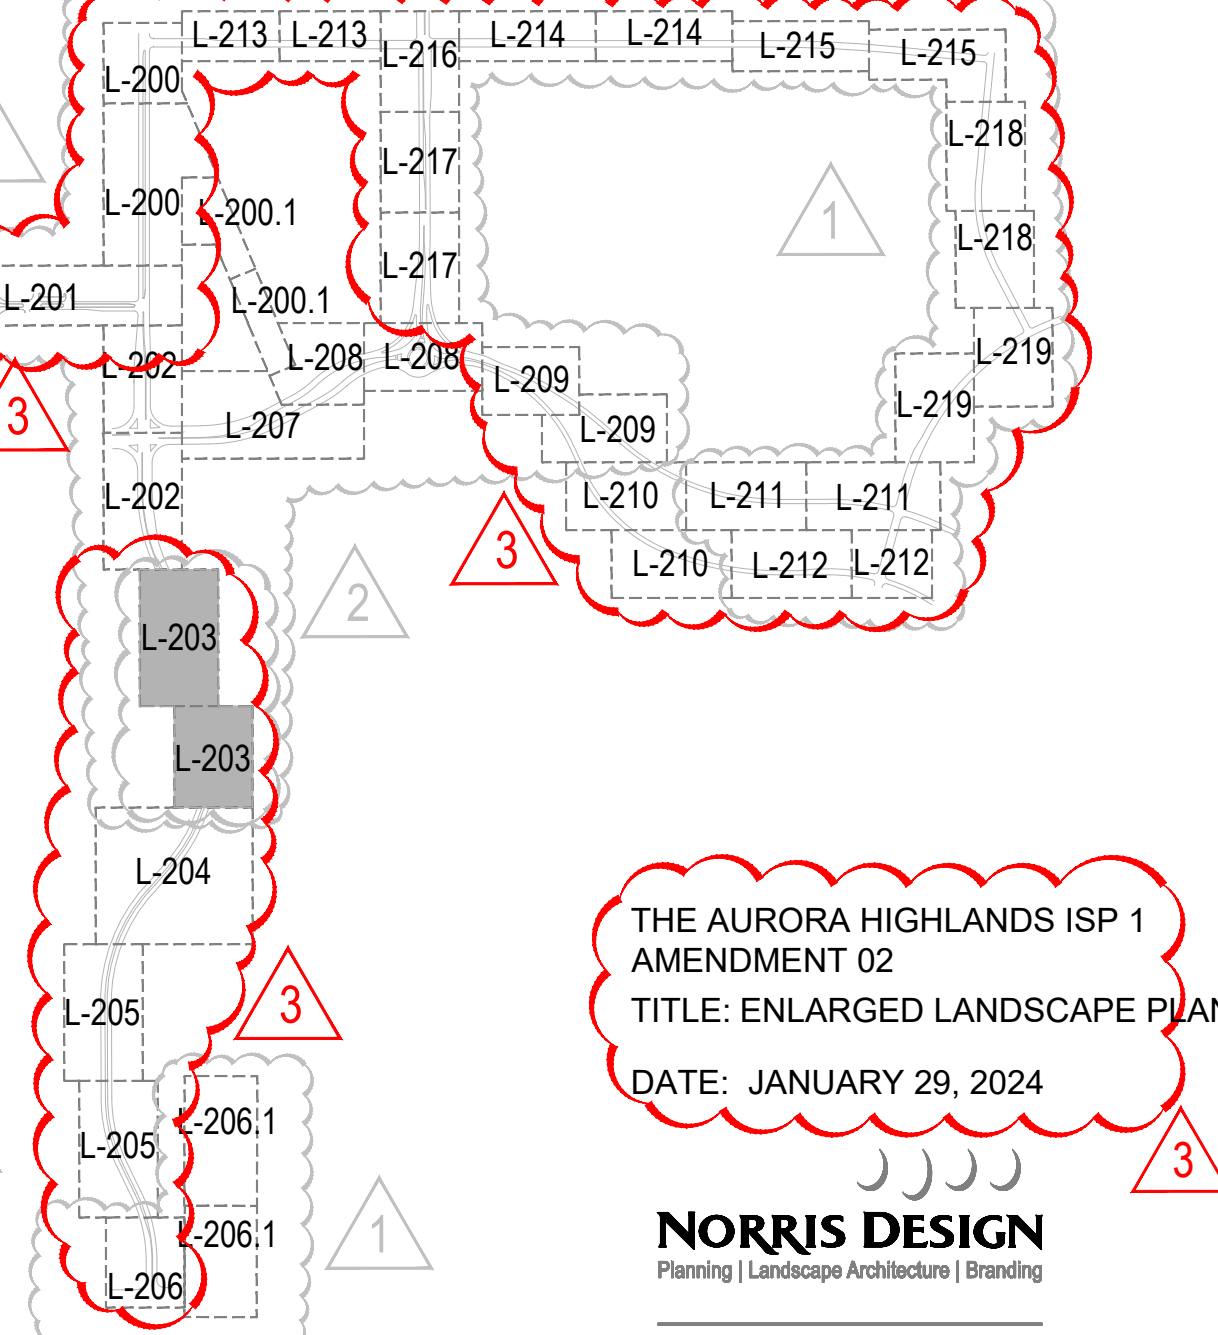 L-213
L-213
L-216
L-214
L-214
L-215
L-215
L-200
L-218
L-217
L-200
L-200.1
1
L-218
L-217
L-201
L-200.1
L-202
L-208
L-208
L-219
L-209
L-219
3
L-207
L-209
L-202
L-210
L-211
L-211
3
L-210
L-212
L-212
2
L-203
L-203
L-204
THE AURORA HIGHLANDS ISP 1
AMENDMENT 02
TITLE: ENLARGED LANDSCAPE PLAN
DATE: JANUARY 29, 2024
3
L-205
L-206.1
L-205
3
L-206.1
1
L-206
NORRIS DESIGN
Planning | Landscape Architecture | Branding